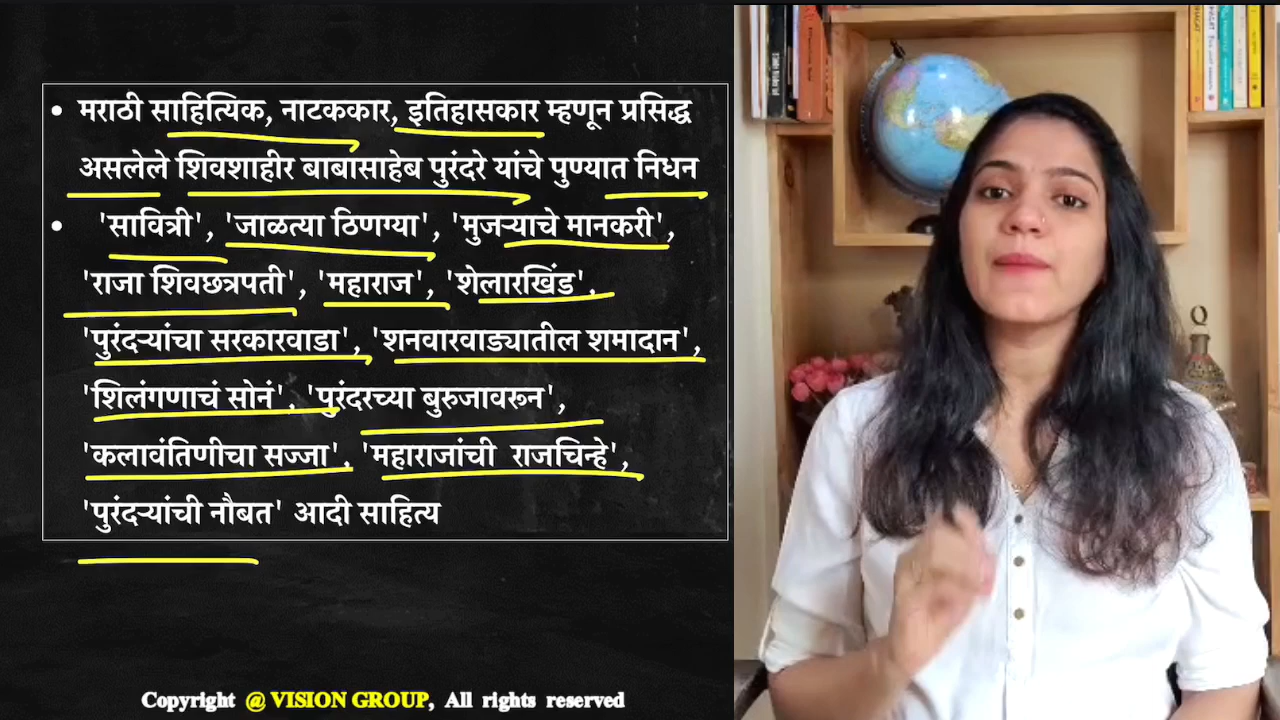 • मराठी साहित्यिक, नाटककार, इतिहासकार म्हणून प्रसिद्ध
असलेले शिवशाहीर बाबासाहेब पुरंदरे यांचे पुण्यात निधन
• 'सावित्री', 'जाळत्या ठिणग्या', 'मुजऱ्याचे मानकरी',
'राजा शिवछत्रपती', 'महाराज', 'शेलारखिंड',
'पुरंदऱ्यांचा सरकारवाडा', 'शनवारवाड्यातील शमादान',
'शिलंगणाचं सोनं', 'पुरंदरच्या बुरुजावरून',
'कलावंतिणीचा सज्जा', 'महाराजांची राजचिन्हे',
'पुरंदऱ्यांची नौबत' आदी साहित्य
Copyright @ VISION GROUP, All rights reserved